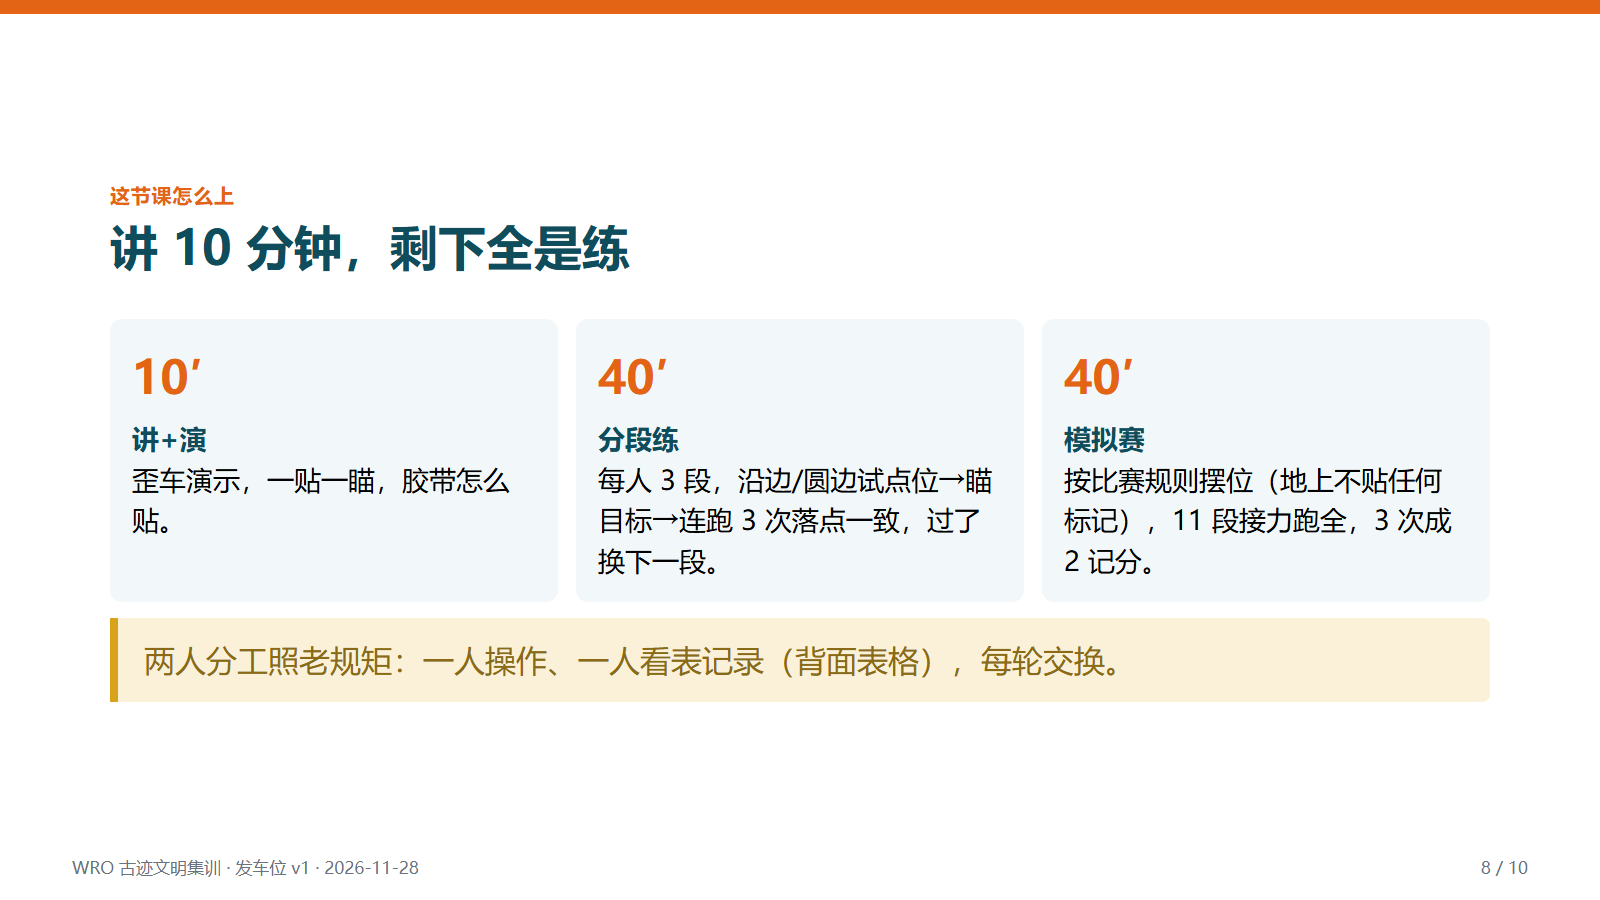 这节课怎么上
讲 10 分钟，剩下全是练
10′
讲+演
歪车演示，一贴一瞄，胶带怎么
贴。
40′
分段练
每人 3 段，沿边/圆边试点位→瞄
目标→连跑 3 次落点一致，过了
换下一段。
40′
模拟赛
按比赛规则摆位（地上不贴任何
标记），11 段接力跑全，3 次成
2 记分。
两人分工照老规矩：一人操作、一人看表记录（背面表格），每轮交换。
WRO 古迹文明集训 · 发车位 v1 · 2026-11-28
8 / 10